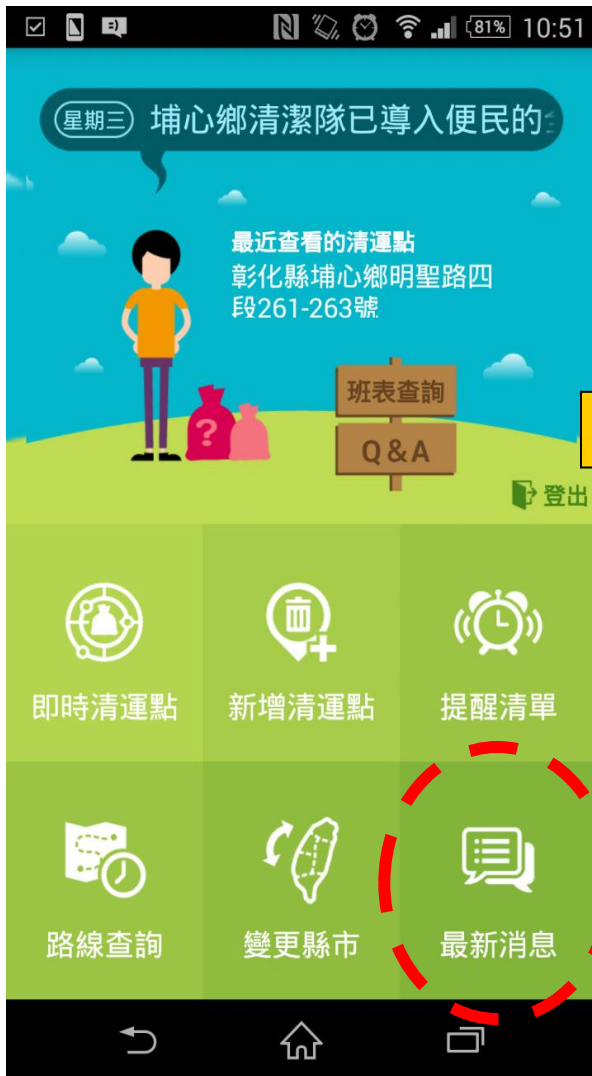 81% 10:51
星期三 埔心鄉清潔隊已導入便民的
最近查看的清運點
彰化縣埔心鄉明聖路四
段261-263號
班表查詢
?
Q&A
登出
即時清運點 新增清運點 提醒清單
路線查詢 變更縣市 最新消息